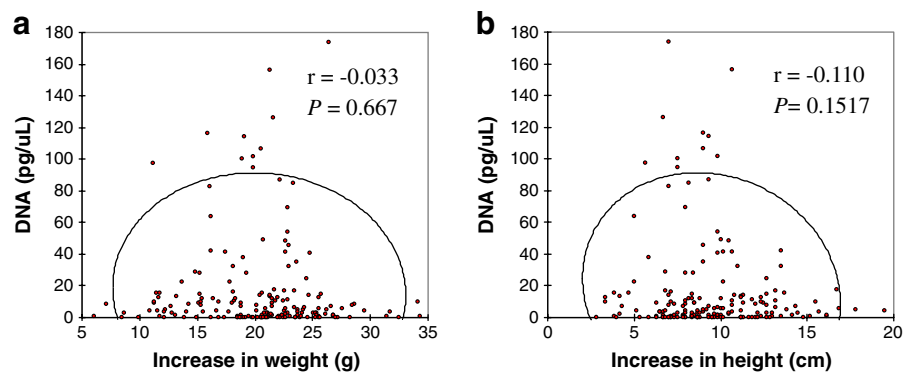 a
180
160
140
120
100
80
60
40
20
0
DNA (pg/uL)
r = -0.033
P = 0.667
5 10 15 20 25 30 35
Increase in weight (g)
b
180
160
140
120
100
80
60
40
20
0
DNA (pg/uL)
r = -0.110
P= 0.1517
0 5 10 15 20
Increase in height (cm)